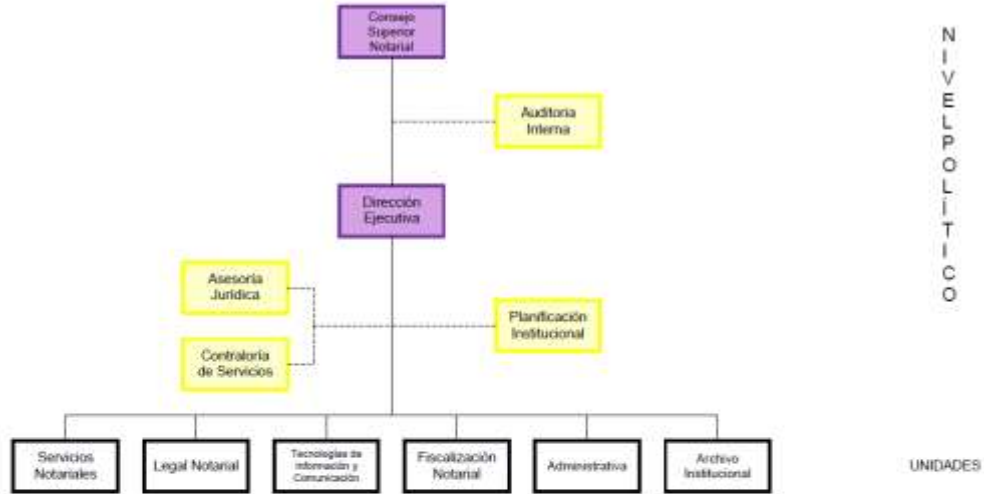 Consejo
Superior
Notarial
Auditoria
Interna
Dirección
Ejecutiva
Asesoría
Jurídica
Planificación
Institucional
Contraloría
de Servicios
Servicios
Notariales
Legal Notarial
Tecnologías de
información y
Comunicación
Fiscalización
Notarial
Administrativa
Archivo
Institucional
NIVELPOLÍTICO
UNIDADES